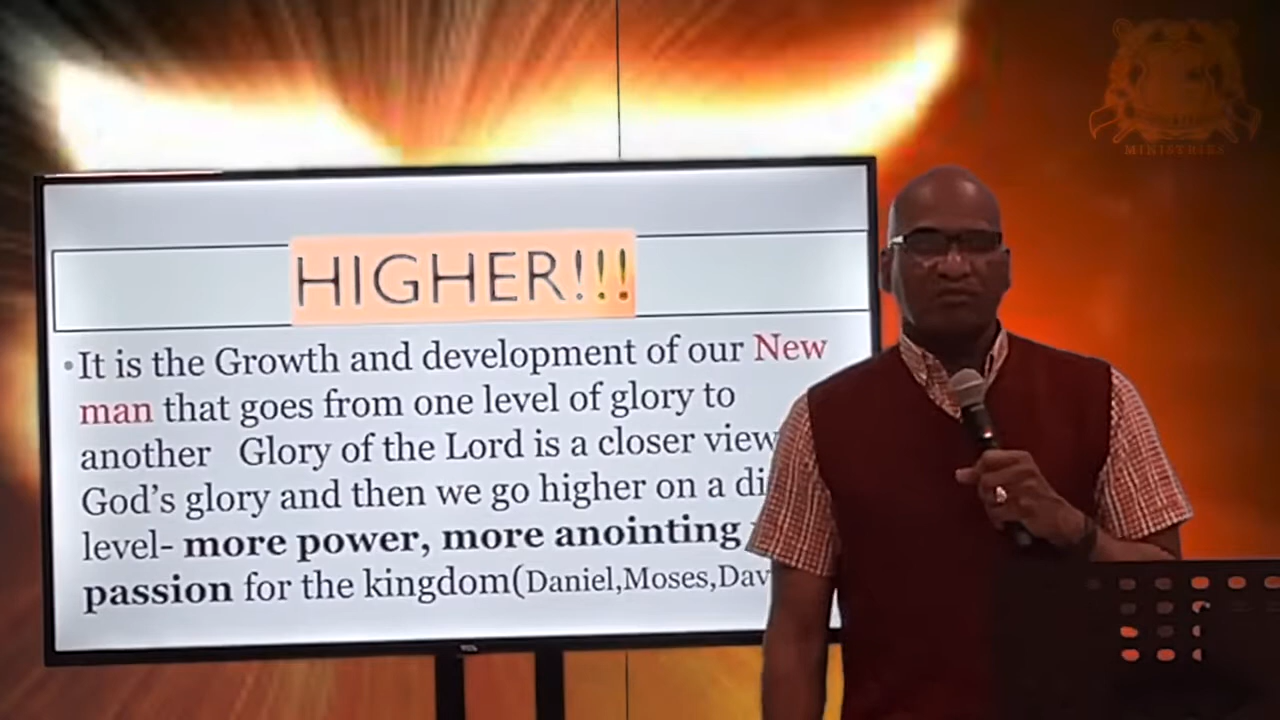 HIGHER!!!
•It is the Growth and development of our New
man that goes from one level of glory to
another Glory of the Lord is a closer view
God's glory and then we go higher on a
level- more power, more anointing
passion for the kingdom(Daniel,Moses,
MINISTRIES
TCL